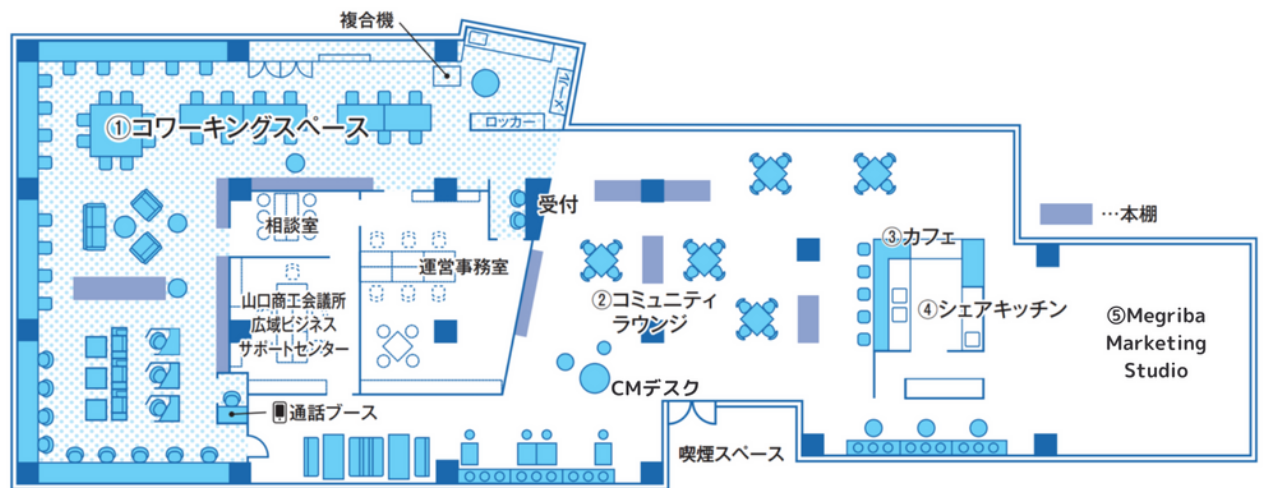 複合機
メール
ロッカー
①コワーキングスペース
受付
相談室
…本棚
③カフェ
運営事務室
山口商工会議所
広域ビジネス
サポートセンター
②コミュニティ
ラウンジ
④シェアキッチン
⑤Megriba
Marketing
Studio
CMデスク
通話ブース
喫煙スペース